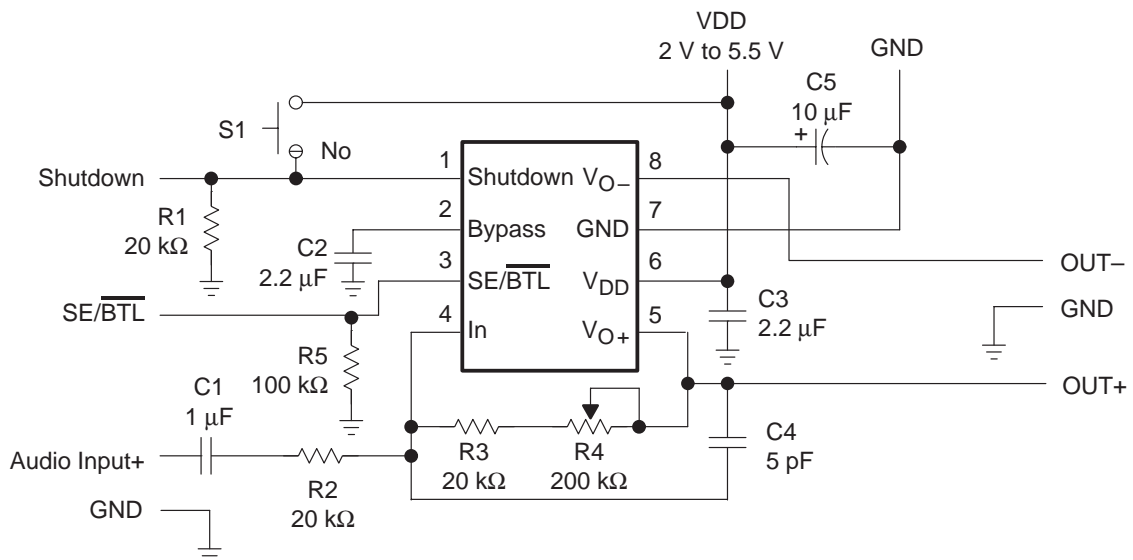 VDD
2 V to 5.5 V
GND
C5
10 µF
+
S1
No
Shutdown
1
Shutdown
VO−
8
R1
20 kΩ
2
Bypass
GND
7
C2
2.2 µF
3
SE/BTL
VDD
6
OUT−
SE/BTL
4
In
VO+
5
C3
2.2 µF
GND
R5
100 kΩ
OUT+
C1
1 µF
R3
20 kΩ
R4
200 kΩ
C4
5 pF
Audio Input+
R2
20 kΩ
GND